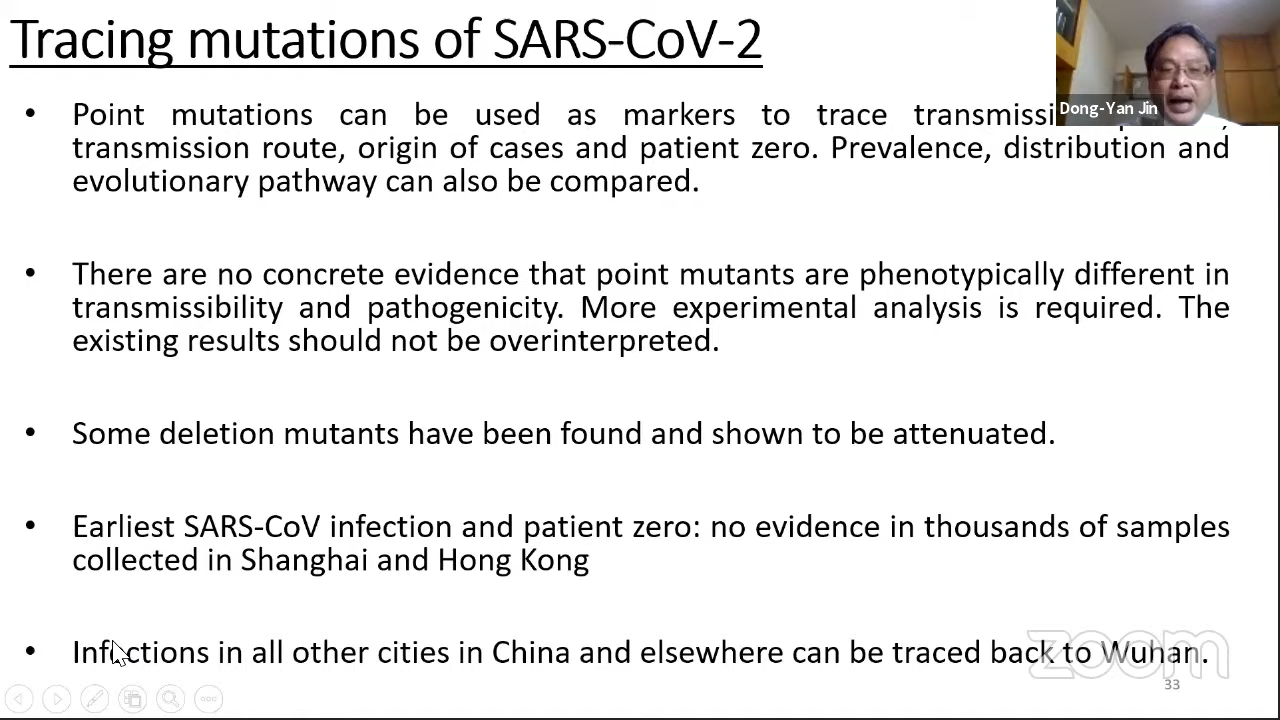 Tracing mutations of SARS-CoV-2
Dong-Yan Jin
• Point mutations can be used as markers to trace
transmission route, origin of cases and patient zero. Prevalence, distribution and
evolutionary pathway can also be compared.
• There are no concrete evidence that point mutants are phenotypically different in
transmissibility and pathogenicity. More experimental analysis is required. The
existing results should not be overinterpreted.
• Some deletion mutants have been found and shown to be attenuated.
• Earliest SARS-CoV infection and patient zero: no evidence in thousands of samples
collected in Shanghai and Hong Kong
• Infections in all other cities in China and elsewhere can be traced back to Wuhan.
zoom
33